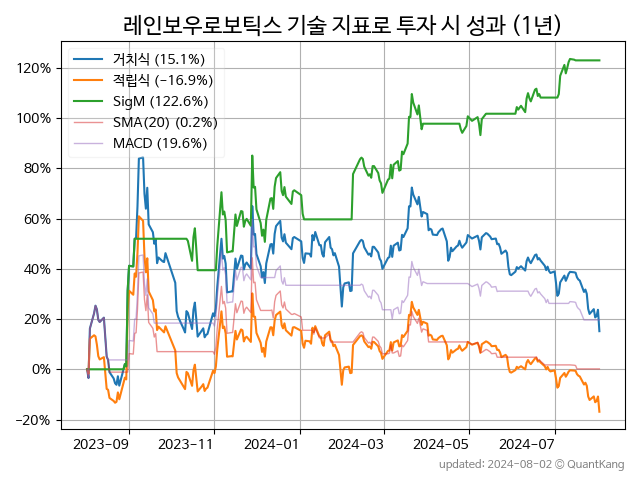 레인보우로보틱스 기술 지표로 투자 시 성과 (1년)
거치식 (15.1%)
적립식 (−16.9%)
SigM (122.6%)
SMA(20) (0.2%)
MACD (19.6%)
120%
100%
80%
60%
40%
20%
0%
−20%
2023-09 2023-11 2024-01 2024-03 2024-05 2024-07
updated: 2024-08-02 © QuantKang